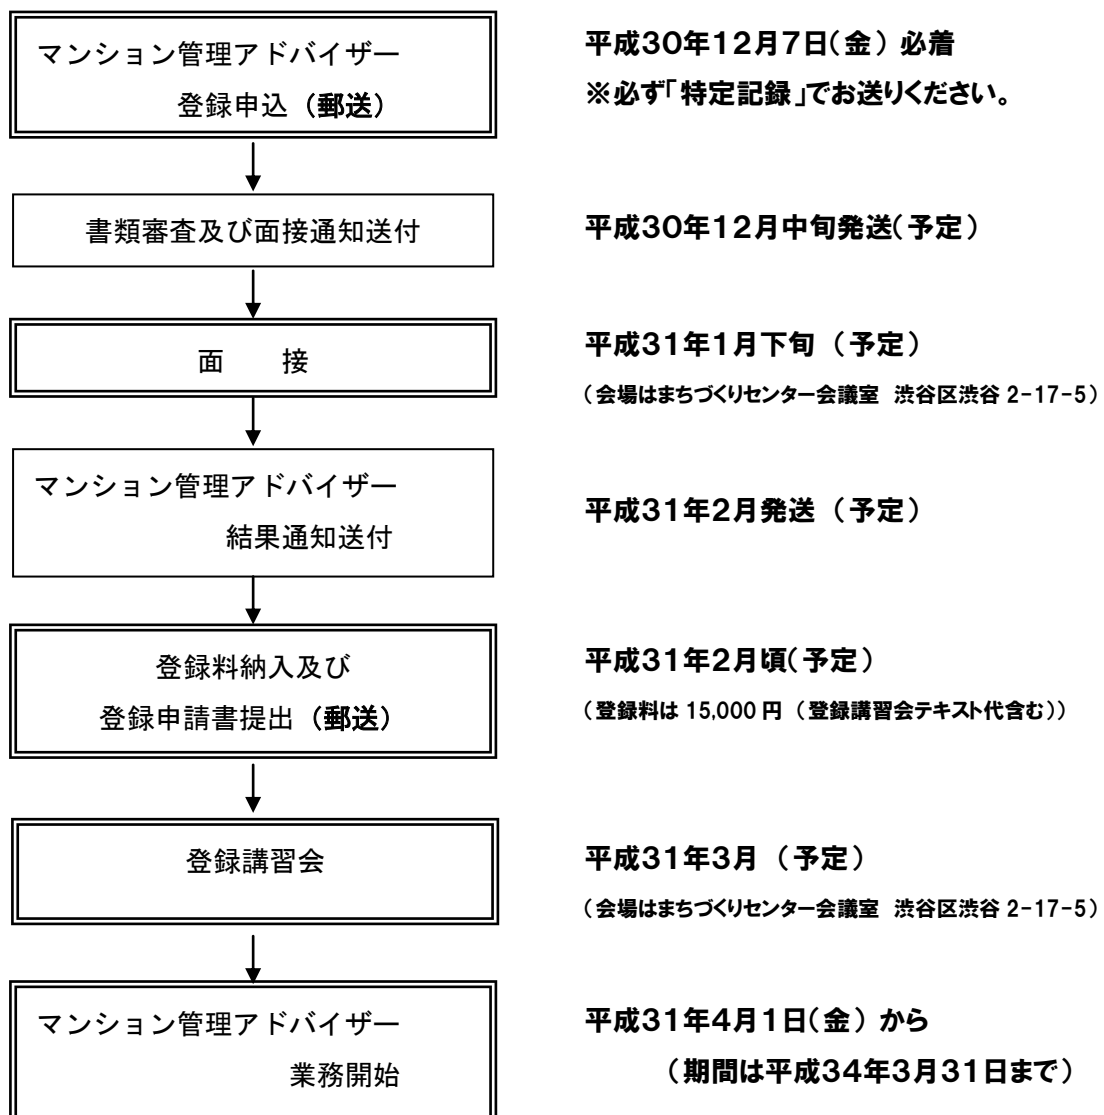 マンション管理アドバイザー
登録申込（郵送）
平成30年12月7日（金）必着
※必ず「特定記録」でお送りください。
書類審査及び面接通知送付
平成30年12月中旬発送（予定）
面　　接
平成31年1月下旬（予定）
（会場はまちづくりセンター会議室　渋谷区渋谷 2-17-5）
マンション管理アドバイザー
結果通知送付
平成31年2月発送（予定）
登録料納入及び
登録申請書提出（郵送）
平成31年2月頃（予定）
（登録料は 15,000 円（登録講習会テキスト代含む））
登録講習会
平成31年3月（予定）
（会場はまちづくりセンター会議室　渋谷区渋谷 2-17-5）
マンション管理アドバイザー
業務開始
平成31年4月1日（金）から
（期間は平成34年3月31日まで）